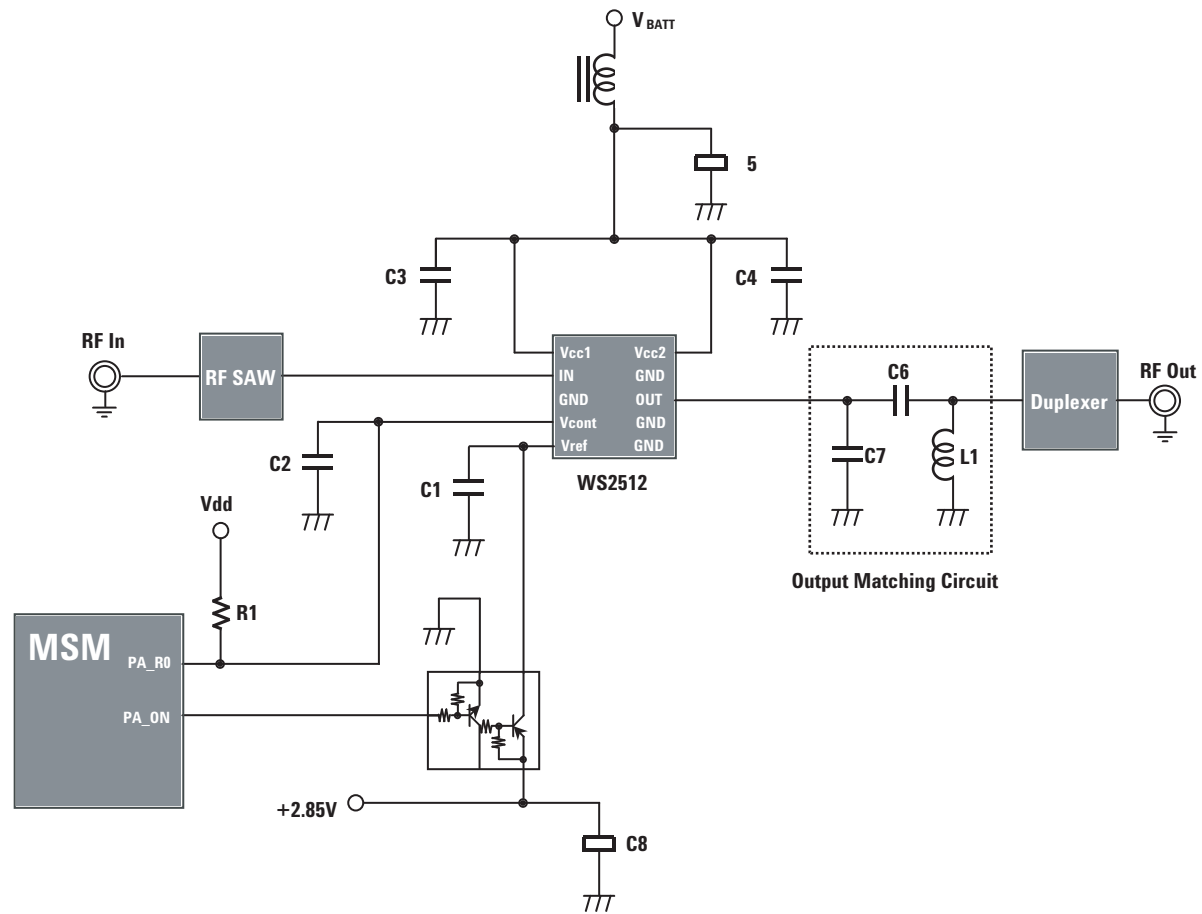 V BATT
5
C3
C4
RF In
RF SAW
Vcc1
IN
GND
Vcont
Vref
Vcc2
GND
OUT
GND
GND
WS2512
C6
C7
L1
Duplexer
RF Out
Output Matching Circuit
C2
C1
Vdd
R1
MSM
PA_R0
PA_ON
+2.85V
C8